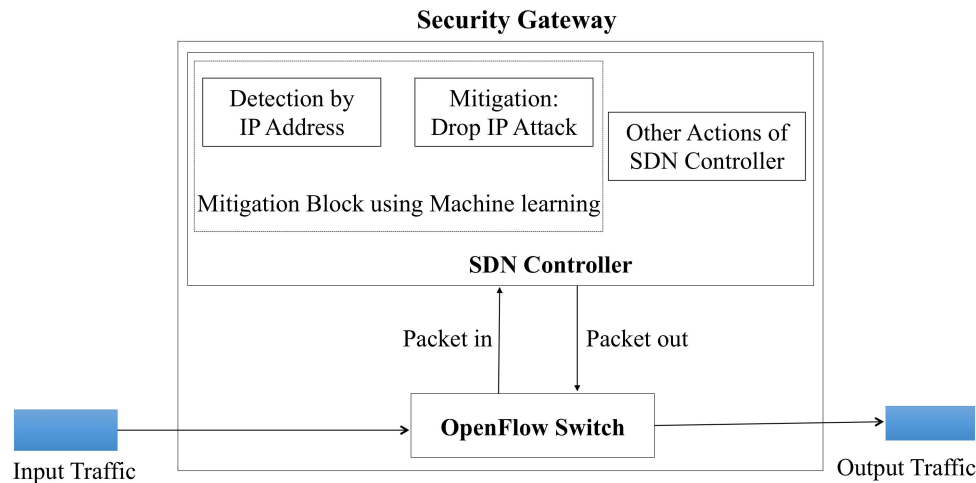 Security Gateway
Detection by
IP Address
Mitigation:
Drop IP Attack
Other Actions of
SDN Controller
Mitigation Block using Machine learning
SDN Controller
Packet in
Packet out
OpenFlow Switch
Input Traffic
Output Traffic